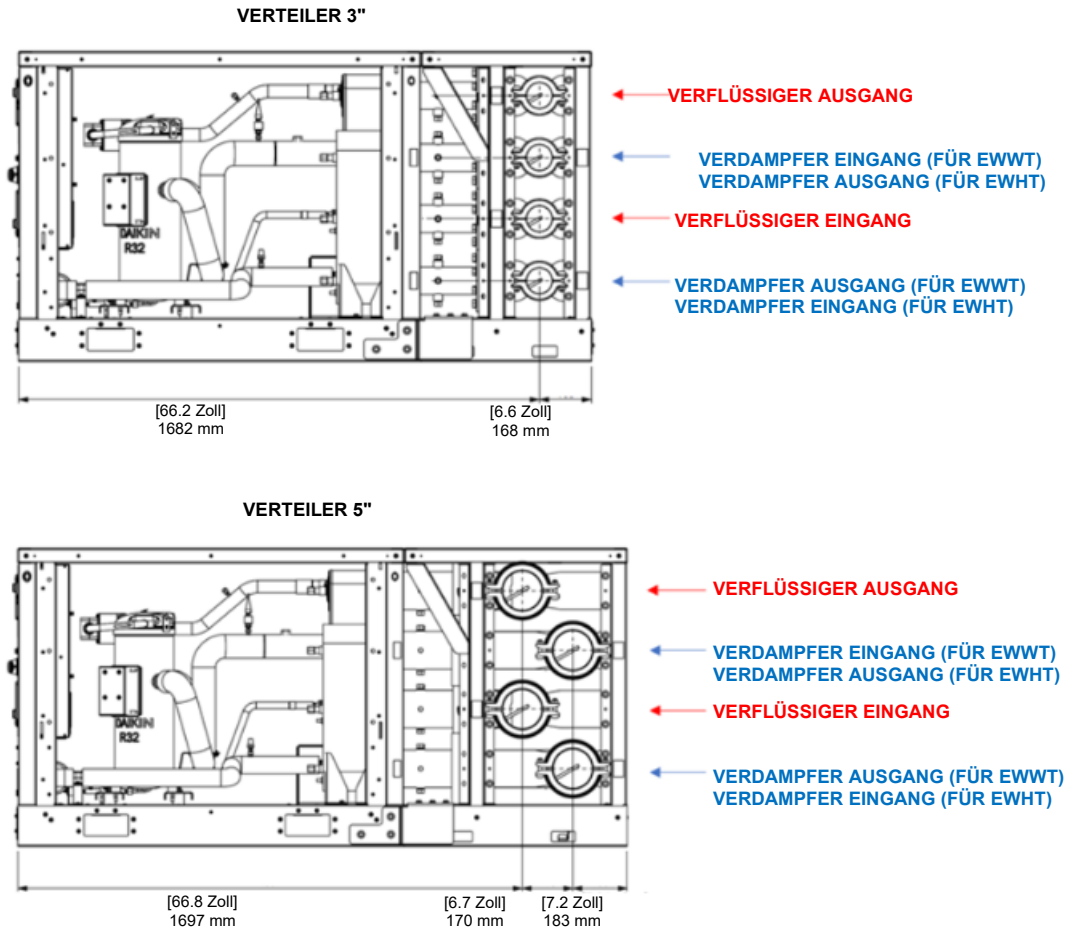 VERTEILER 3"
VERFLÜSSIGER AUSGANG
VERDAMPFER EINGANG (FÜR EWWT)
VERDAMPFER AUSGANG (FÜR EWHT)
VERFLÜSSIGER EINGANG
VERDAMPFER AUSGANG (FÜR EWWT)
VERDAMPFER EINGANG (FÜR EWHT)
DAIKIN
R32
[66.2 Zoll]
1682 mm
[6.6 Zoll]
168 mm
VERTEILER 5"
VERFLÜSSIGER AUSGANG
VERDAMPFER EINGANG (FÜR EWWT)
VERDAMPFER AUSGANG (FÜR EWHT)
VERFLÜSSIGER EINGANG
VERDAMPFER AUSGANG (FÜR EWWT)
VERDAMPFER EINGANG (FÜR EWHT)
DAIKIN
R32
[66.8 Zoll]
1697 mm
[6.7 Zoll]
170 mm
[7.2 Zoll]
183 mm